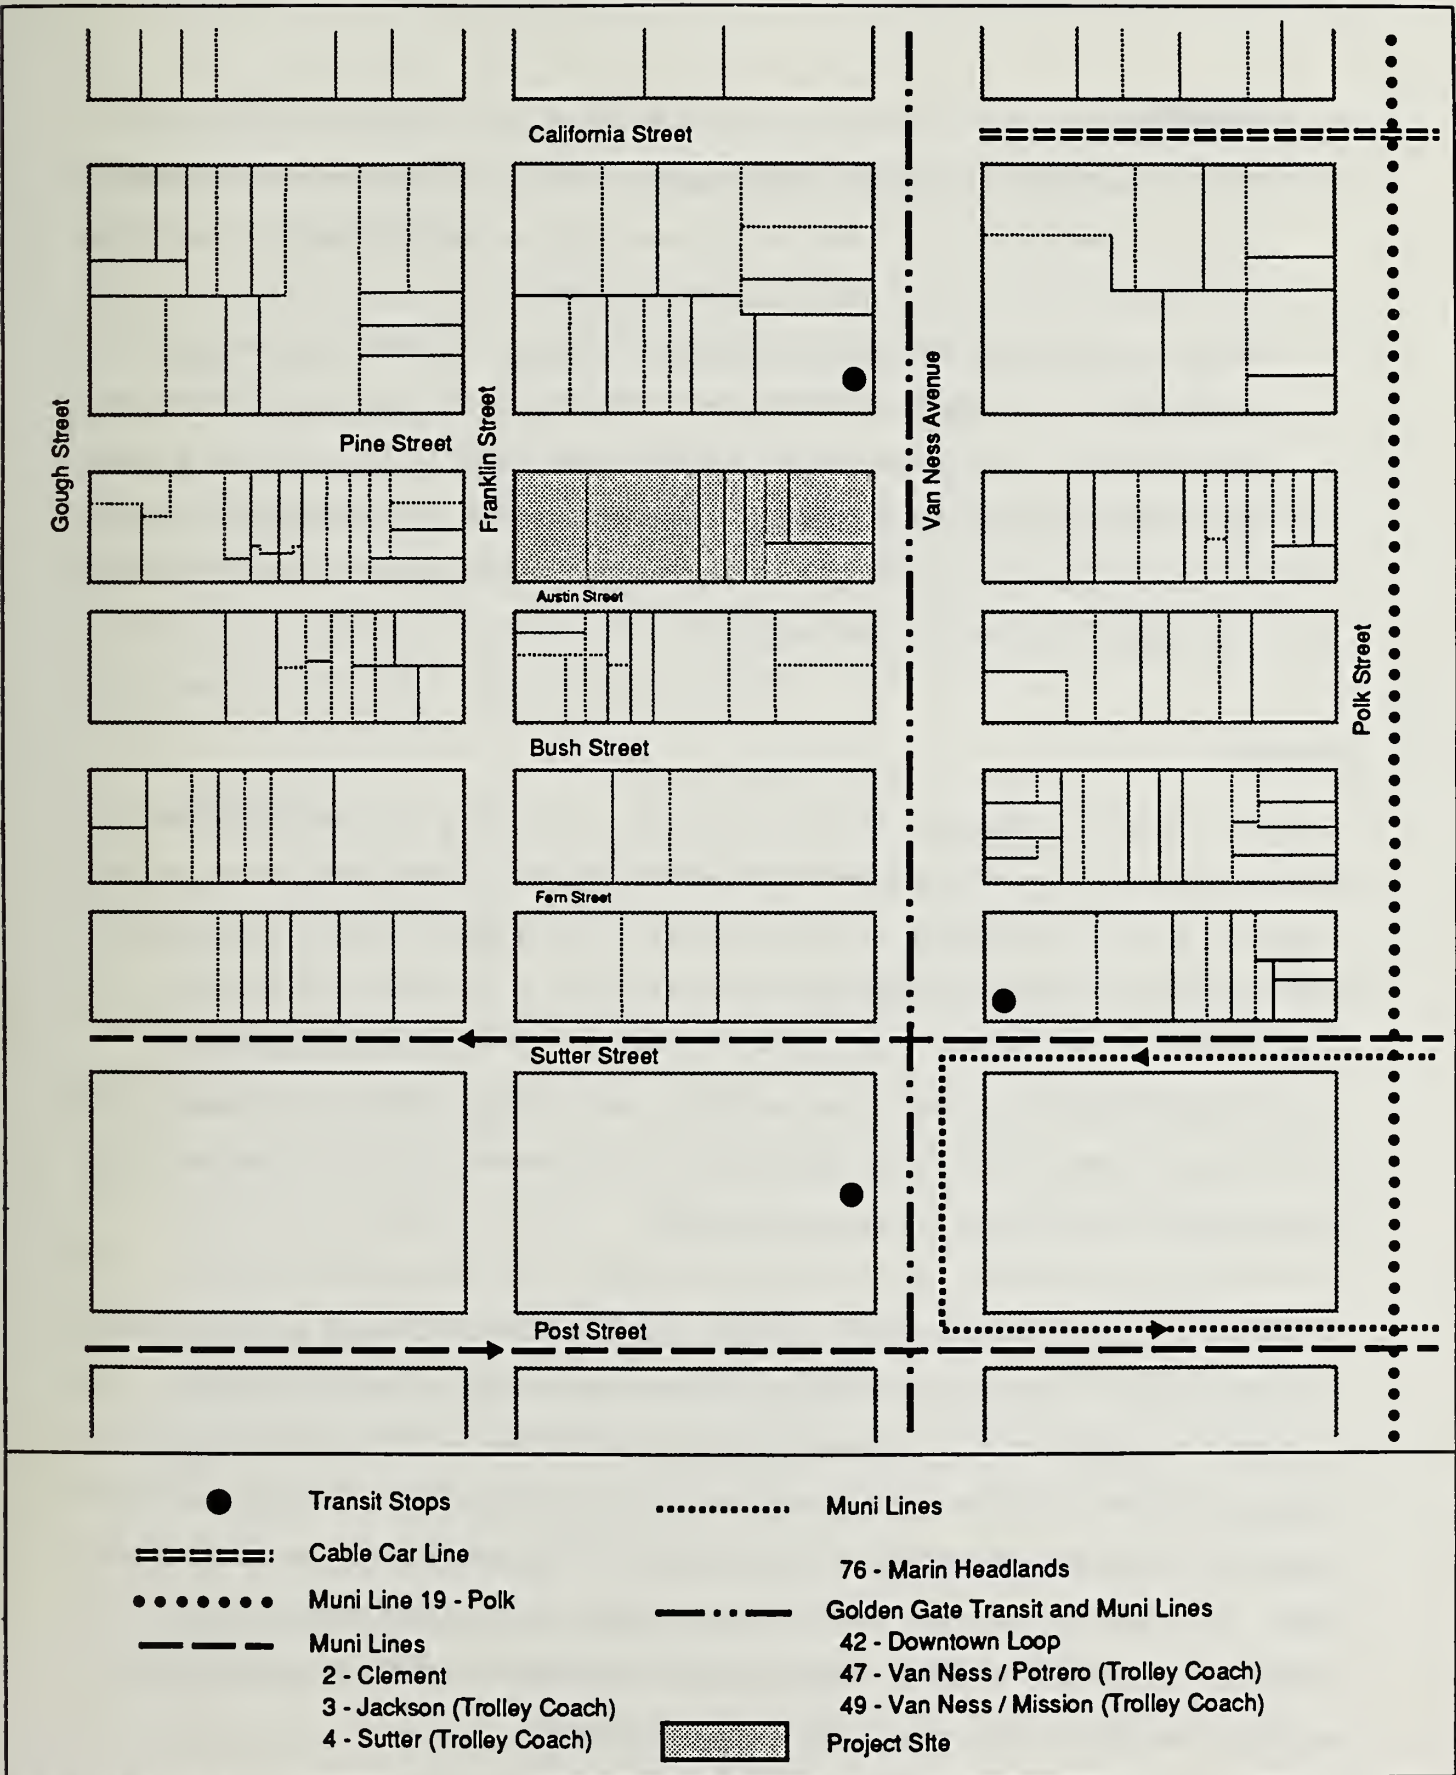 California Street
Gough Street
Pine Street
Franklin Street
Van Ness Avenue
Austin Street
Polk Street
Bush Street
Fern Street
Sutter Street
Post Street
Transit Stops
Cable Car Line
Muni Line 19 - Polk
Muni Lines
2 - Clement
3 - Jackson (Trolley Coach)
4 - Sutter (Trolley Coach)
Muni Lines
76 - Marin Headlands
Golden Gate Transit and Muni Lines
42 - Downtown Loop
47 - Van Ness / Potrero (Trolley Coach)
49 - Van Ness / Mission (Trolley Coach)
Project Site